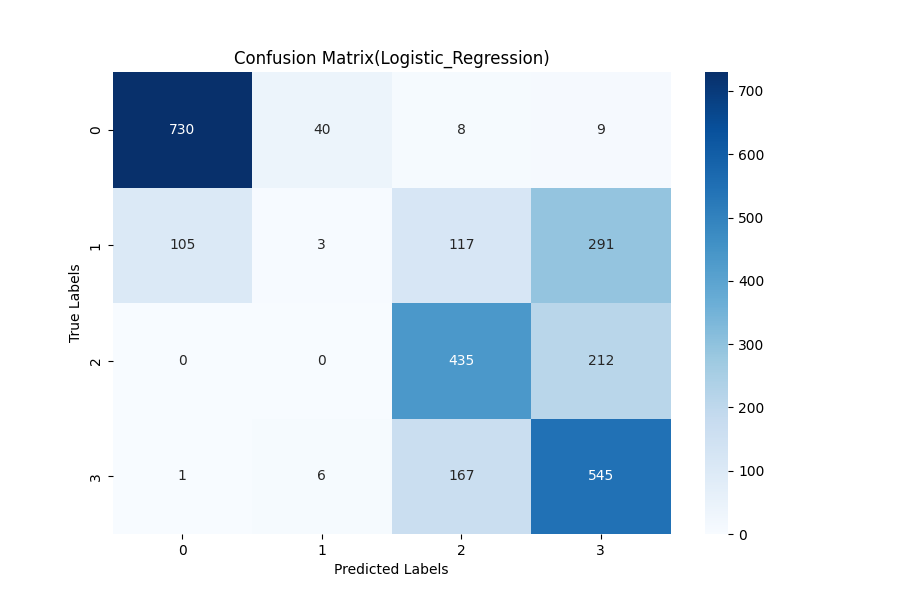 Confusion Matrix(Logistic_Regression)
True Labels
0 730 40 8 9
1 105 3 117 291
2 0 0 435 212
3 1 6 167 545
0 1 2 3
Predicted Labels
700
600
500
400
300
200
100
0